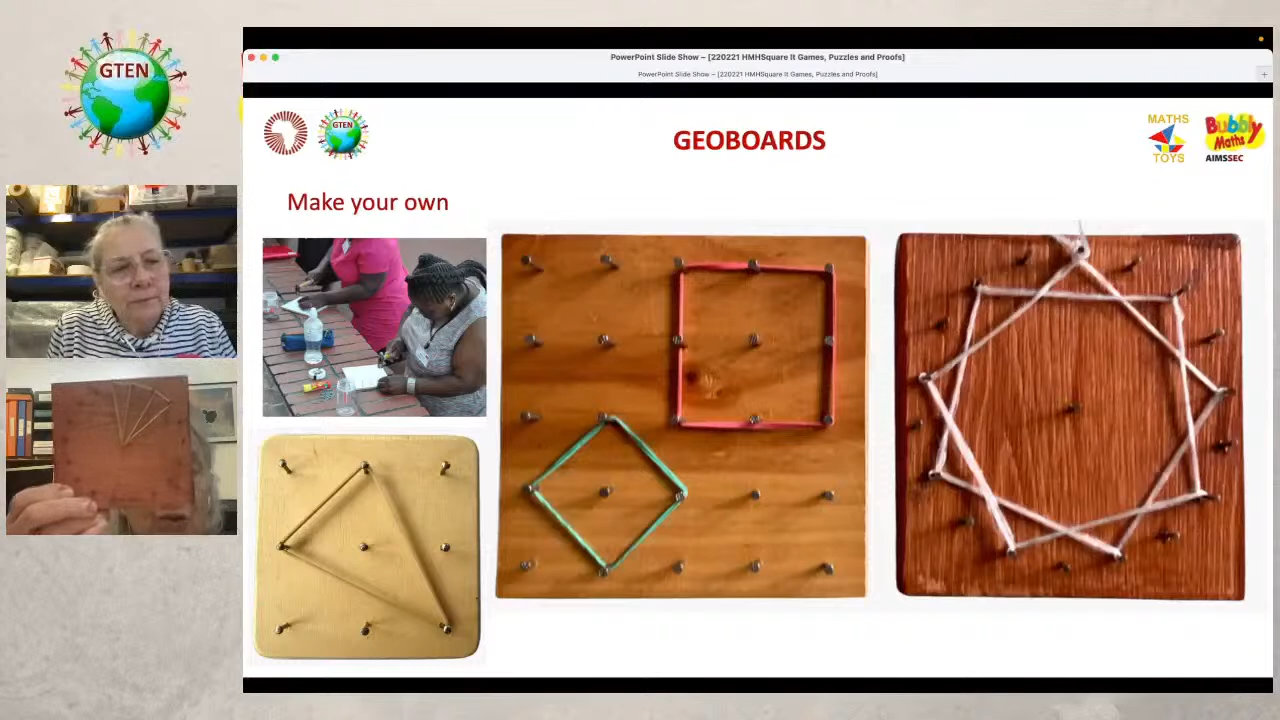 GTEN
PowerPoint Slide Show – [220221 HMHSquare It Games, Puzzles and Proofs]
PowerPoint Slide Show – [220221 HMHSquare It Games, Puzzles and Proofs]
GTEN
GEOBOARDS
MATHS
TOYS
Bubbly
Maths
AIMSSEC
Make your own